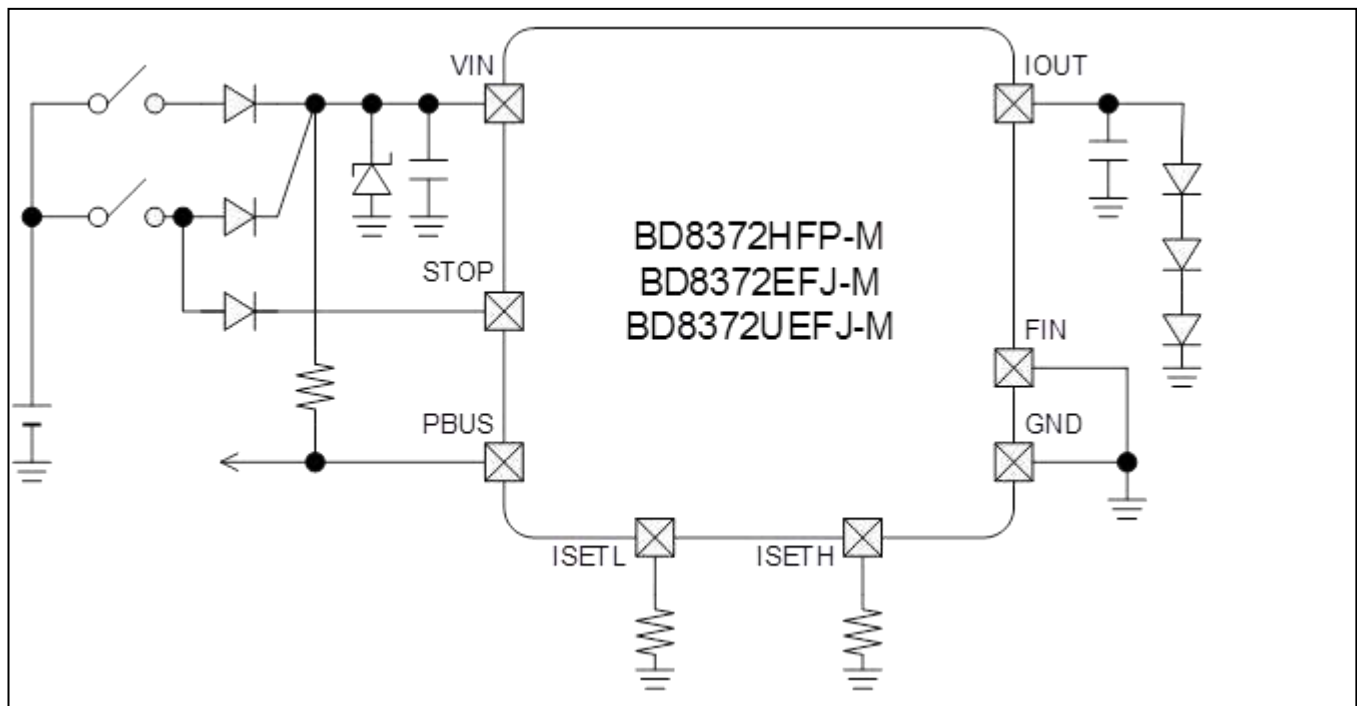 VIN
IOUT
BD8372HFP-M
BD8372EFJ-M
BD8372UEFJ-M
STOP
FIN
PBUS
GND
ISETL
ISETH